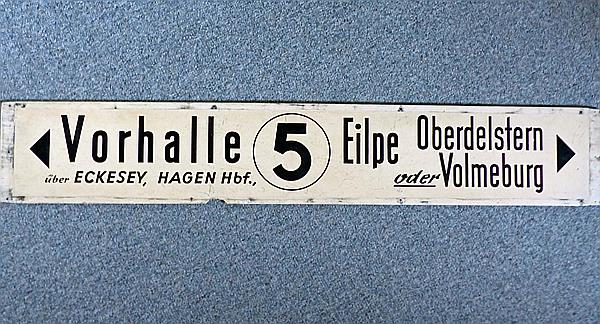 Vorhalle 5 Eilpe Oberdelstern
über ECKESEY, HAGEN Hbf., oder Volmeburg